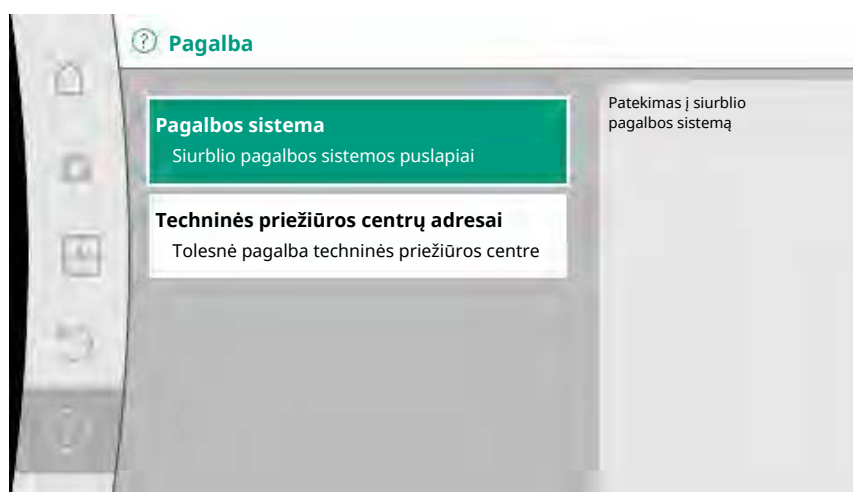 Pagalba
Pagalbos sistema
Siurblio pagalbos sistemos puslapiai
Techninės priežiūros centrų adresai
Tolesnė pagalba techninės priežiūros centre
Patekimas į siurblio
pagalbos sistemą